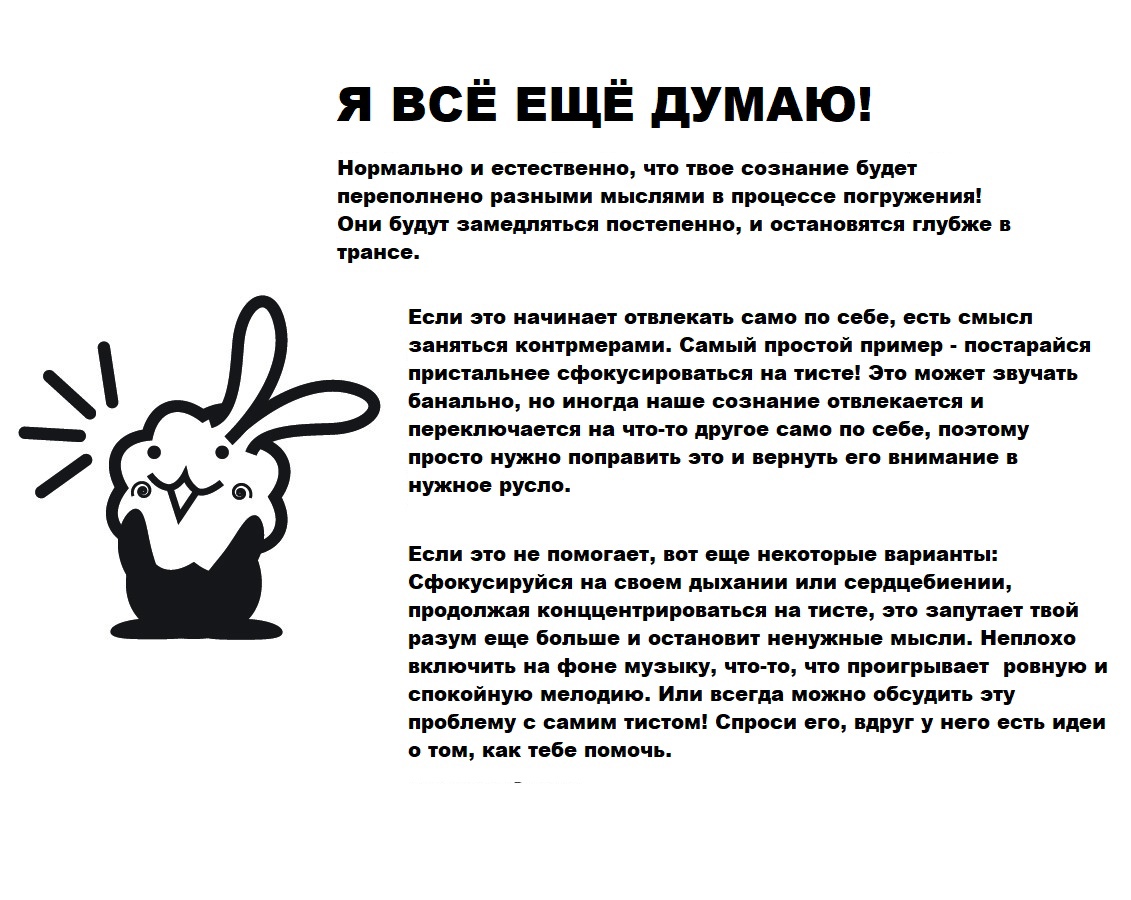 Я ВСЁ ЕЩЁ ДУМАЮ!
Нормально и естественно, что твое сознание будет
переполнено разными мыслями в процессе погружения!
Они будут замедляться постепенно, и остановятся глубже в
трансе.
Если это начинает отвлекать само по себе, есть смысл
заняться контрмерами. Самый простой пример - постарайся
пристальнее сфокусироваться на тисте! Это может звучать
банально, но иногда наше сознание отвлекается и
переключается на что-то другое само по себе, поэтому
просто нужно поправить это и вернуть его внимание в
нужное русло.
Если это не помогает, вот еще некоторые варианты:
Сфокусируйся на своем дыхании или сердцебиении,
продолжая конццентрироваться на тисте, это запутает твой
разум еще больше и остановит ненужные мысли. Неплохо
включить на фоне музыку, что-то, что проигрывает  ровную и
спокойную мелодию. Или всегда можно обсудить эту
проблему с самим тистом! Спроси его, вдруг у него есть идеи
о том, как тебе помочь.